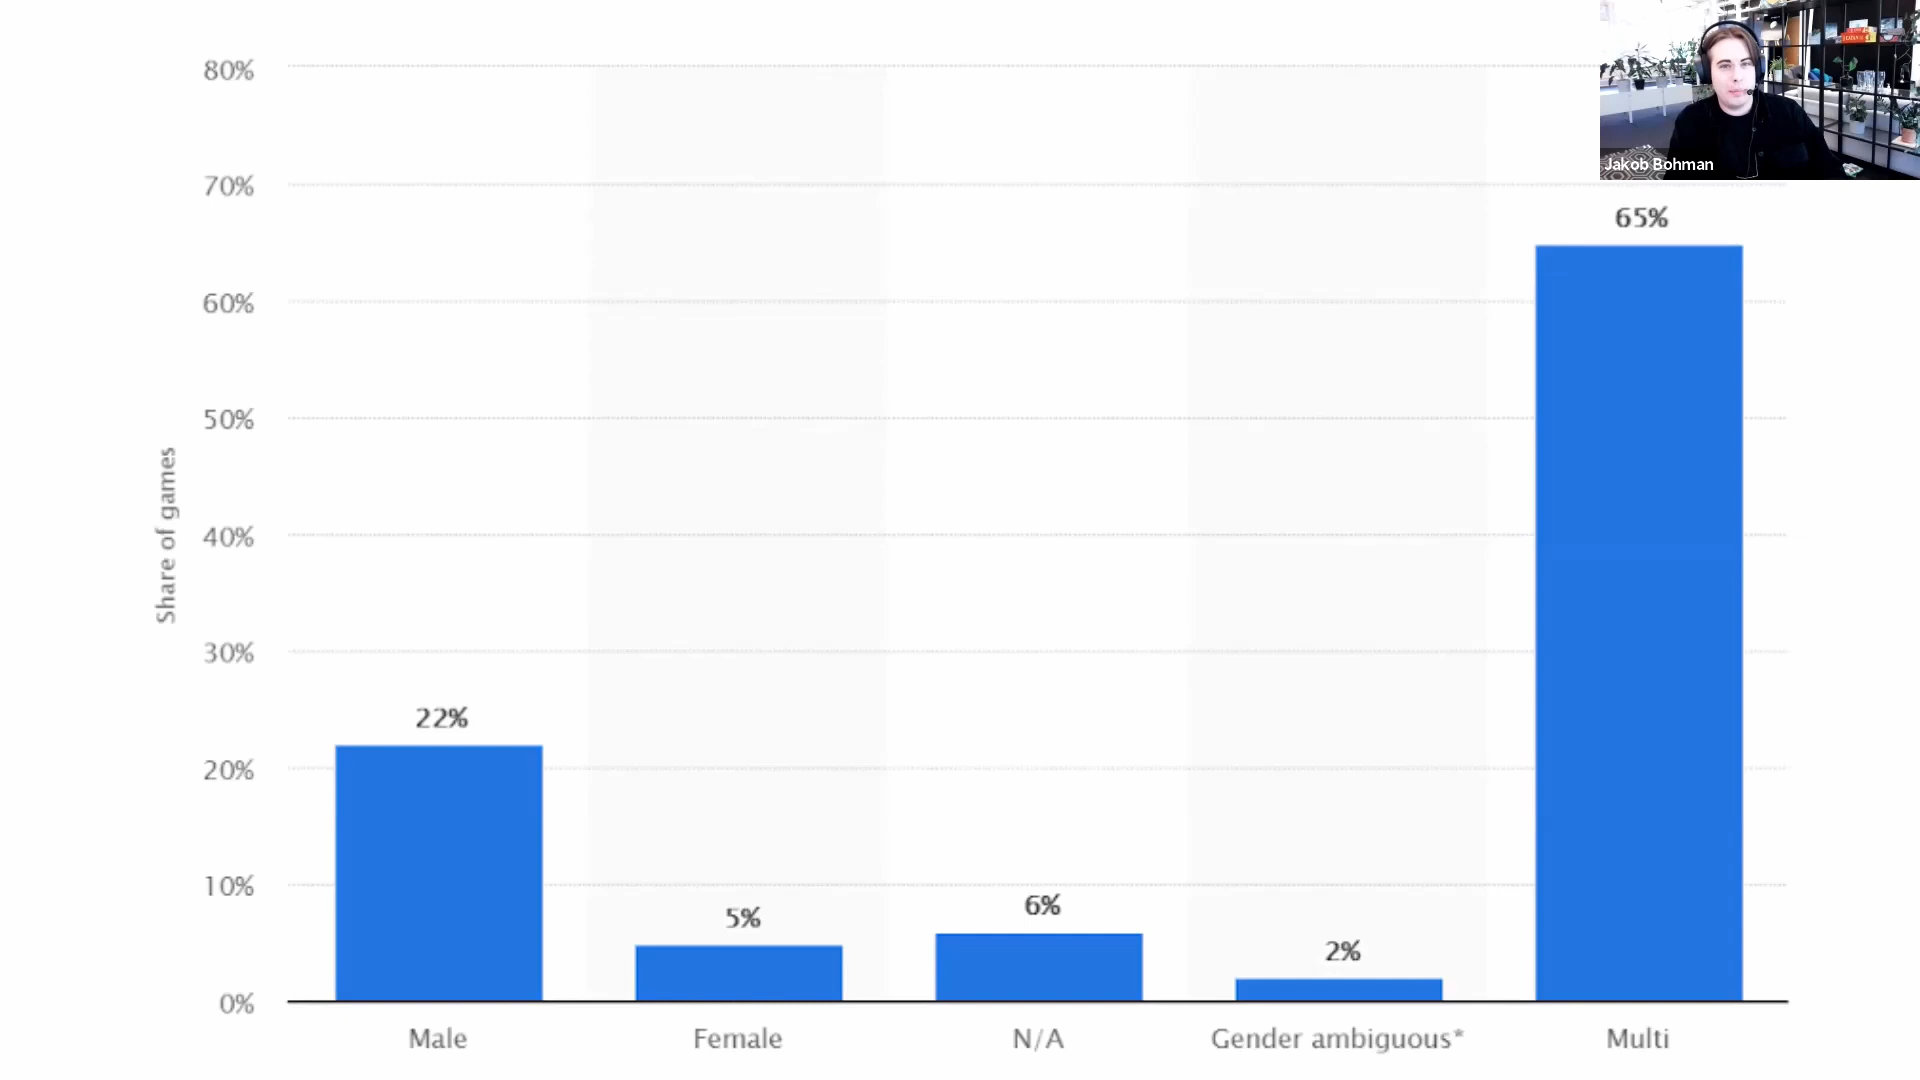 80%
70%
60%
50%
40%
30%
20%
10%
0%
Share of games
22%
5%
6%
2%
65%
Male
Female
N/A
Gender ambiguous*
Multi
Jakob Bohman
CATAN